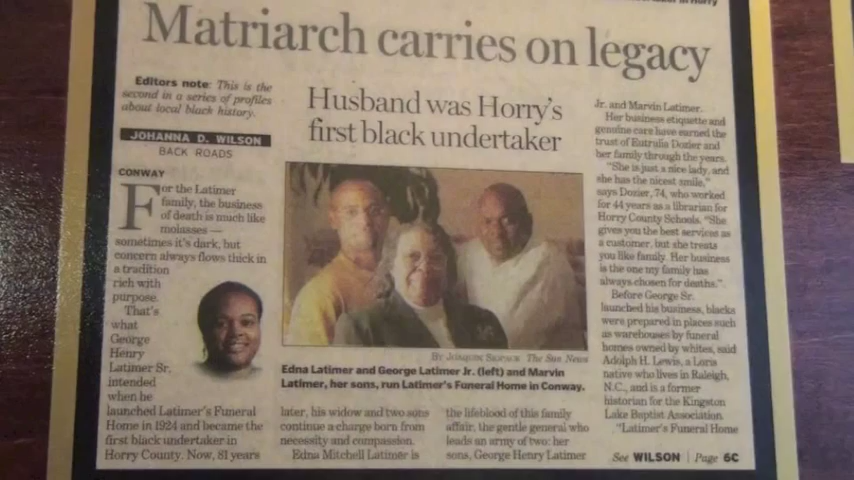 in Horry
Matriarch carries on legacy
Editors note: This is the
second in a series of profiles
about local black history.
JOHANNA D. WILSON
BACK ROADS
CONWAY
For the Latimer
family, the business
of death is much like
molasses —
sometimes it's dark, but
concern always flows thick in
a tradition
rich with
purpose.
That's
what
George
Henry
Latimer Sr.
intended
when he
launched Latimer's Funeral
Home in 1924 and became the
first black undertaker in
Horry County. Now, 81 years
Husband was Horry's
first black undertaker
By The Sun News
Edna Latimer and George Latimer Jr. (left) and Marvin
Latimer, her sons, run Latimer's Funeral Home in Conway.
later, his widow and two sons
continue a charge born from
necessity and compassion.
Edna Mitchell Latimer is
the lifeblood of this family
affair, the gentle general who
leads an army of two: her
sons, George Henry Latimer
Jr. and Marvin Latimer.
Her business etiquette and
genuine care have earned the
trust of Eutrulia Dozier and
her family through the years.
"She is just a nice lady, and
she has the nicest smile,"
says Dozier, 74, who worked
for 44 years as a librarian for
Horry County Schools. "She
gives you the best services as
a customer, but she treats
you like family. Her business
is the one my family has
always chosen for deaths.".
Before George Sr.
launched his business, blacks
were prepared in places such
as warehouses by funeral
homes owned by whites, said
Adolph H. Lewis, a Loris
native who lives in Raleigh,
N.C., and is a former
historian for the Kingston
Lake Baptist Association.
"Latimer's Funeral Home
See WILSON | Page 6C